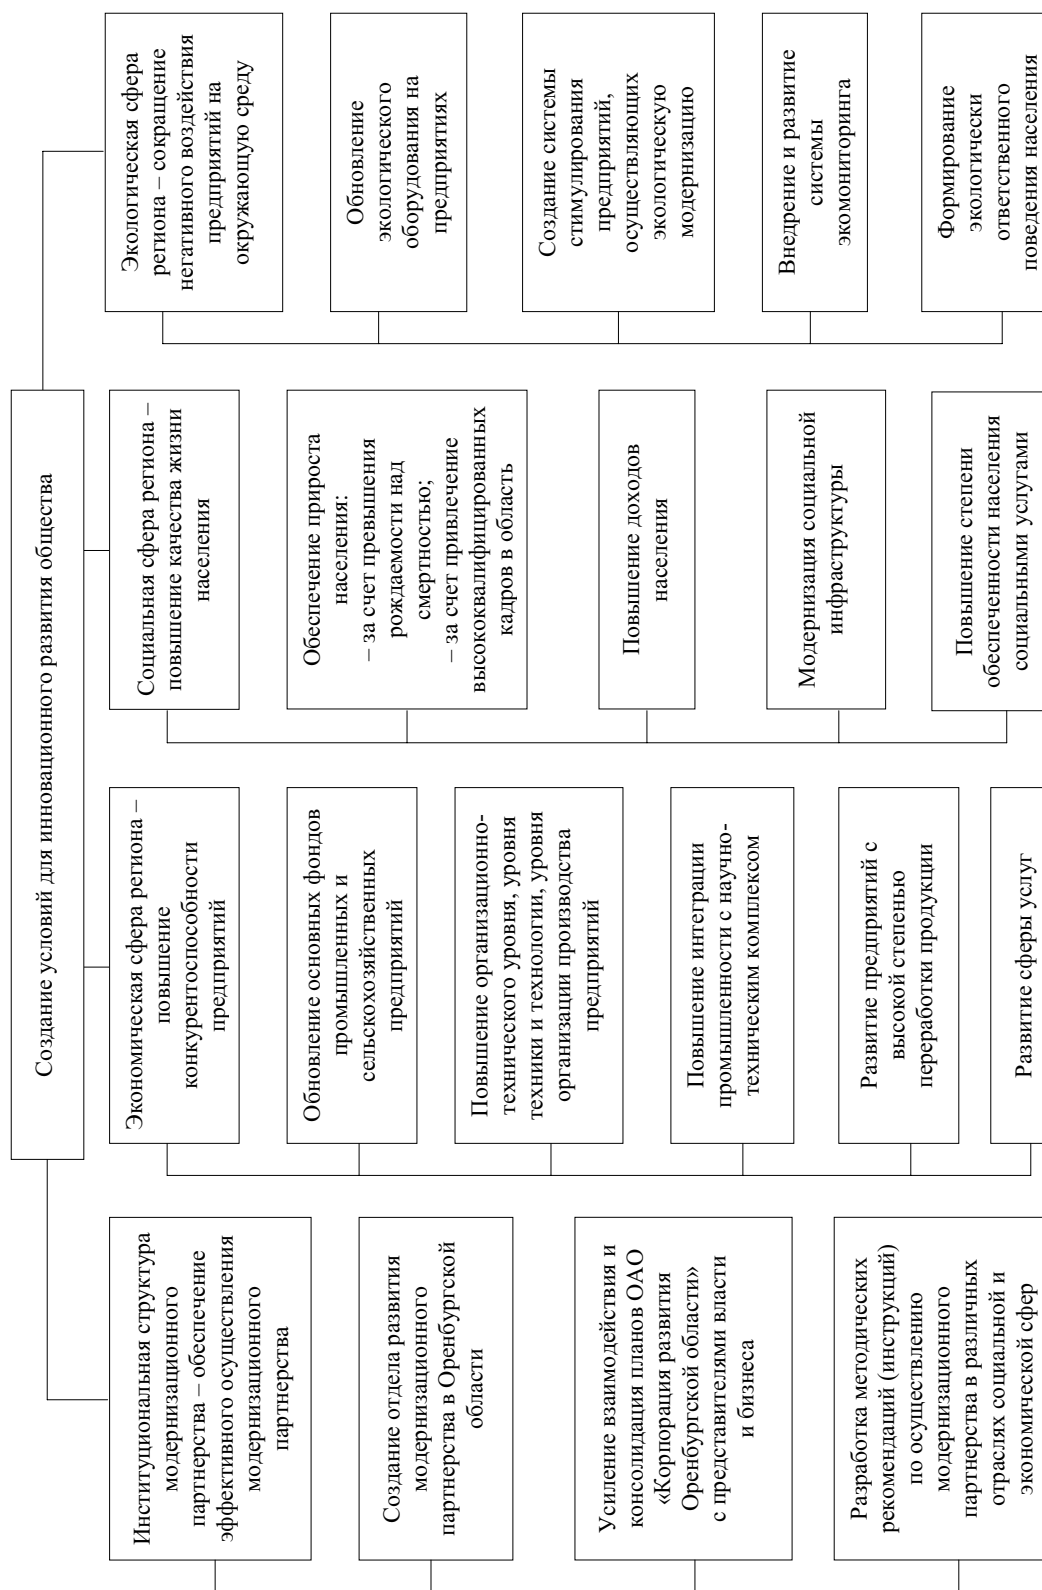 Создание условий для инновационного развития общества
Институциональная структура
модернизационного
партнерства – обеспечение
эффективного осуществления
модернизационного
партнерства
Создание отдела развития
модернизационного
партнерства в Оренбургской
области
Усиление взаимодействия и
консолидация планов ОАО
«Корпорация развития
Оренбургской области»
с представителями власти
и бизнеса
Разработка методических
рекомендаций (инструкций)
по осуществлению
модернизационного
партнерства в различных
отраслях социальной и
экономической сфер
Экономическая сфера региона –
повышение
конкурентоспособности
предприятий
Обновление основных фондов
промышленных и
сельскохозяйственных
предприятий
Повышение организационно-
технического уровня, уровня
техники и технологии, уровня
организации производства
предприятий
Повышение интеграции
промышленности с научно-
техническим комплексом
Развитие предприятий с
высокой степенью
переработки продукции
Развитие сферы услуг
Социальная сфера региона –
повышение качества жизни
населения
Обеспечение прироста
населения:
– за счет превышения
рождаемости над
смертностью;
– за счет привлечение
высококвалифицированных
кадров в область
Повышение доходов
населения
Модернизация социальной
инфраструктуры
Повышение степени
обеспеченности населения
социальными услугами
Экологическая сфера
региона – сокращение
негативного воздействия
предприятий на
окружающую среду
Обновление
экологического
оборудования на
предприятиях
Создание системы
стимулирования
предприятий,
осуществляющих
экологическую
модернизацию
Внедрение и развитие
системы
экомониторинга
Формирование
экологически
ответственного
поведения населения